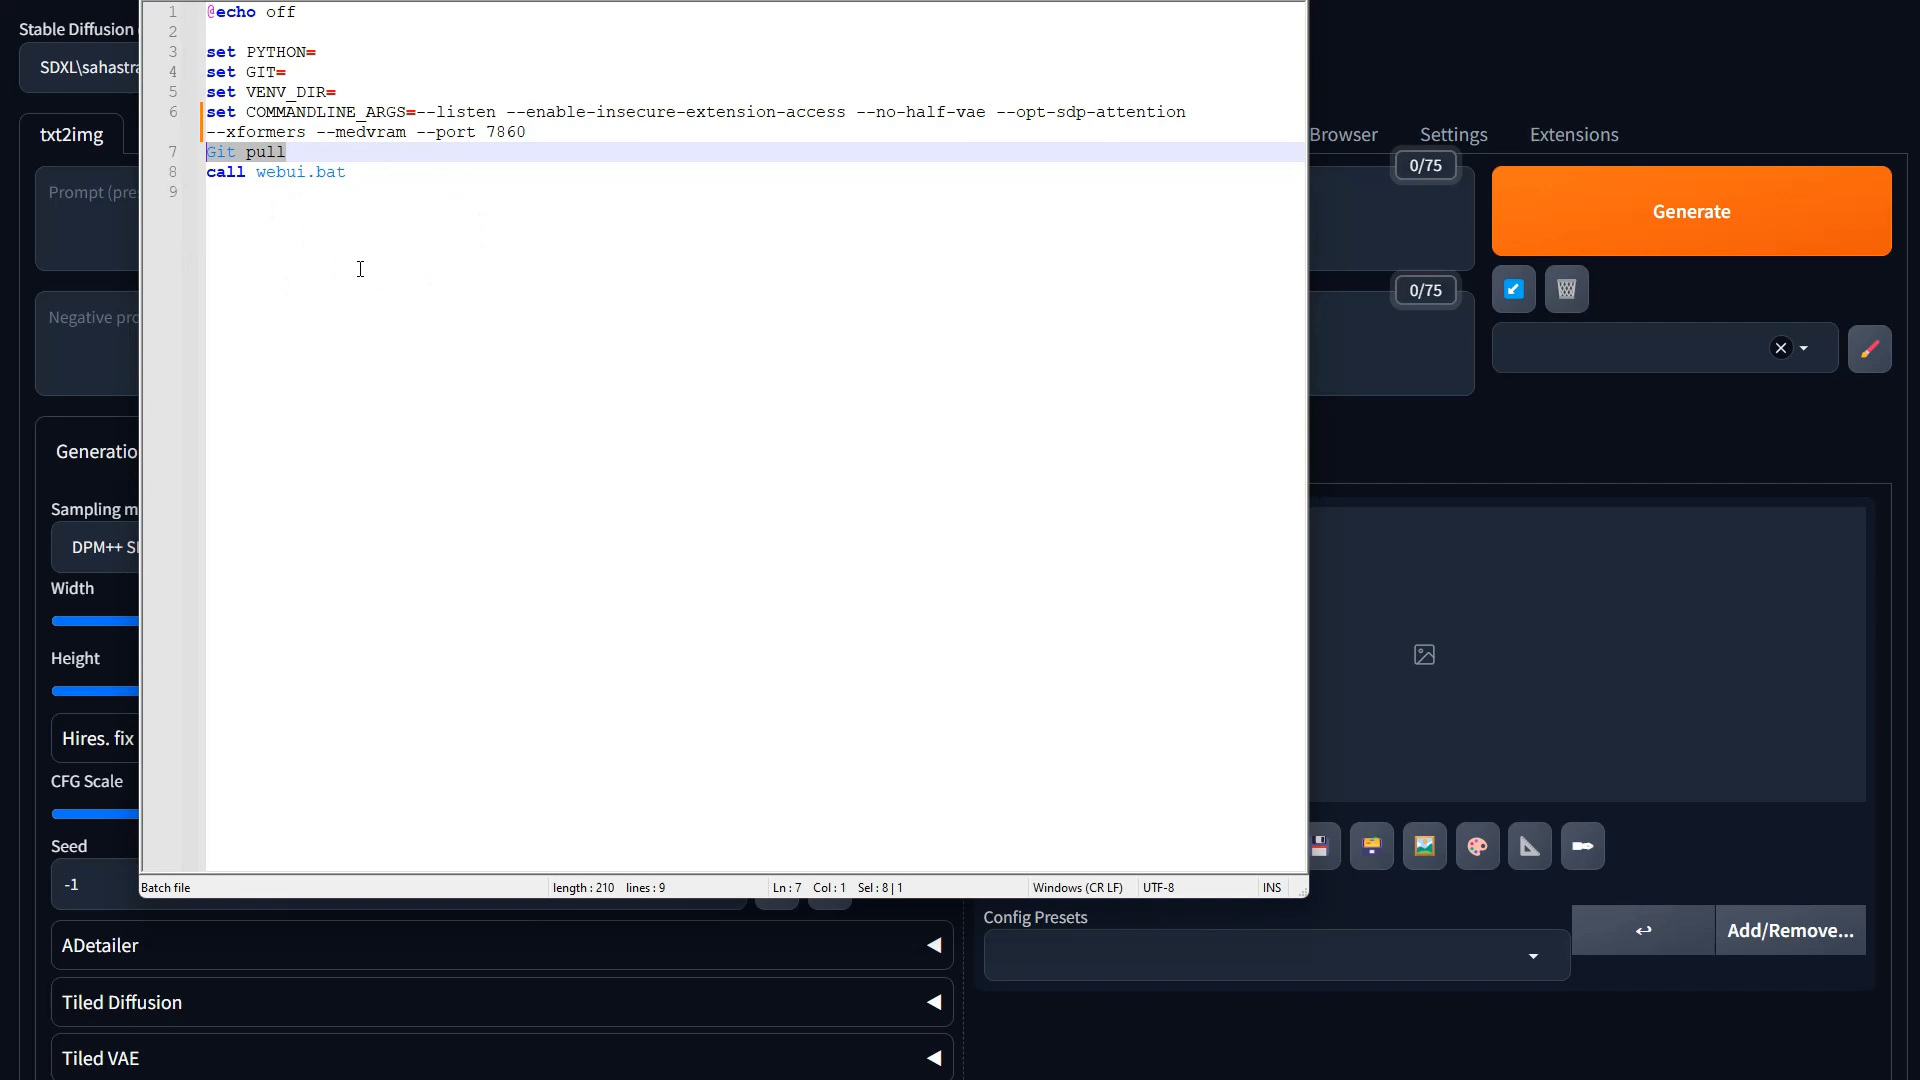 Stable Diffusion
SDXL\sahastra
txt2img
Browser
Settings
Extensions
1 @echo off
2
3 set PYTHON=
4 set GIT=
5 set VENV_DIR=
6 set COMMANDLINE_ARGS=--listen --enable-insecure-extension-access --no-half-vae --opt-sdp-attention
--xformers --medvram --port 7860
7 Git pull
8 call webui.bat
9
Prompt (pre
0/75
Generate
Negative pro
0/75
Generatio
Sampling m
DPM++ S
Width
Height
Hires. fix
CFG Scale
Seed
-1
Batch file
length : 210 lines : 9
Ln : 7 Col : 1 Sel : 8 | 1
Windows (CR LF)
UTF-8
INS
ADetailer
Tiled Diffusion
Tiled VAE
Config Presets
Add/Remove...